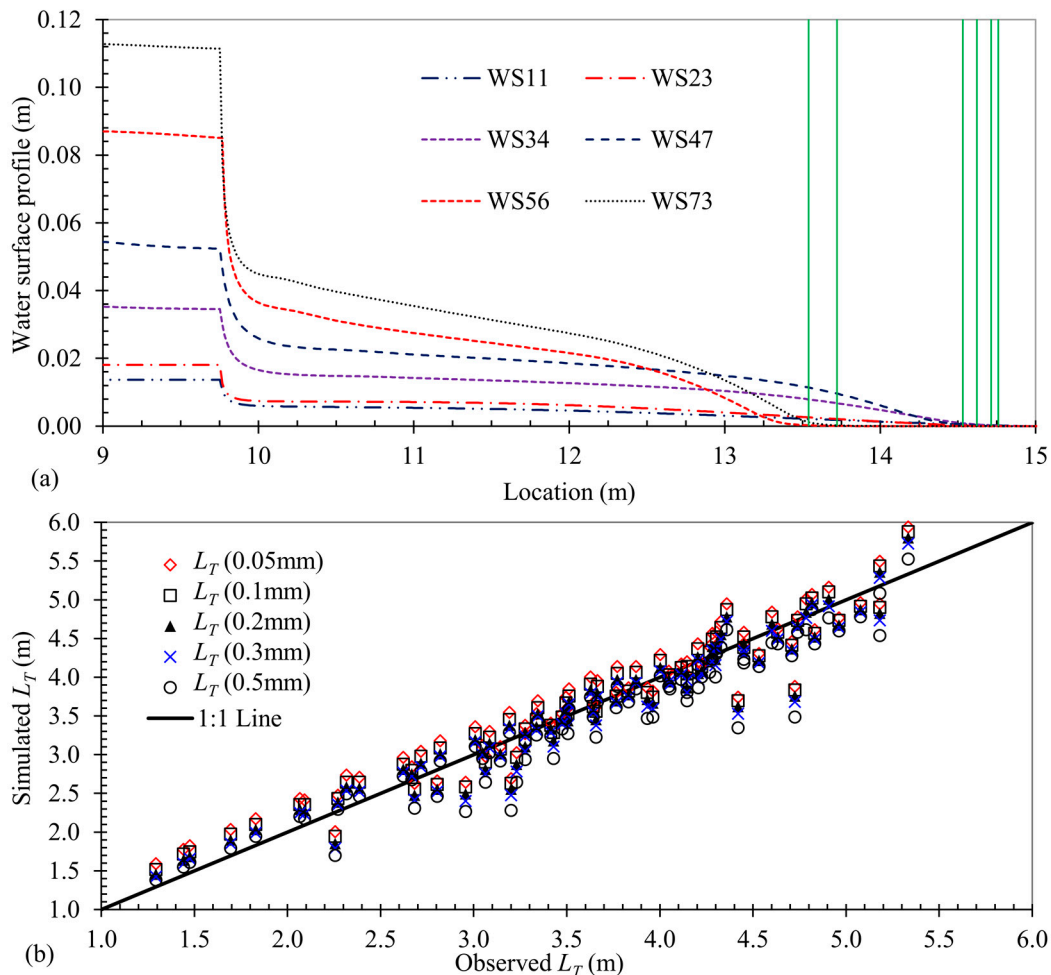 0.12
0.10
0.08
0.06
0.04
0.02
0.00
Water surface profile (m)
WS11 WS23
WS34 WS47
WS56 WS73
9 10 11 12 13 14 15
(a) Location (m)
6.0
5.5
5.0
4.5
4.0
3.5
3.0
2.5
2.0
1.5
1.0
Simulated L_T (m)
L_T (0.05mm)
L_T (0.1mm)
L_T (0.2mm)
L_T (0.3mm)
L_T (0.5mm)
1:1 Line
1.0 1.5 2.0 2.5 3.0 3.5 4.0 4.5 5.0 5.5 6.0
(b) Observed L_T (m)